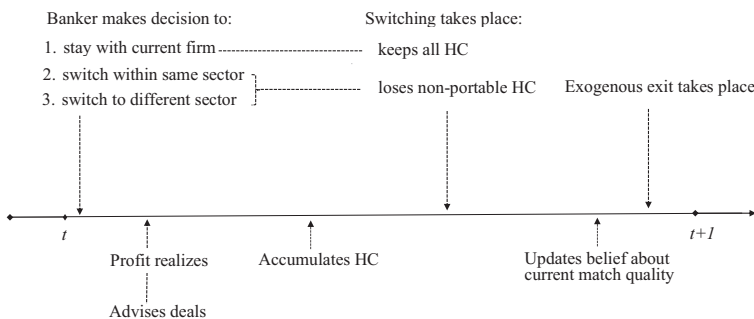 Banker makes decision to:
Switching takes place:
1. stay with current firm
keeps all HC
2. switch within same sector
3. switch to different sector
loses non-portable HC
Exogenous exit takes place
t
t+1
Profit realizes
Accumulates HC
Updates belief about
current match quality
Advises deals